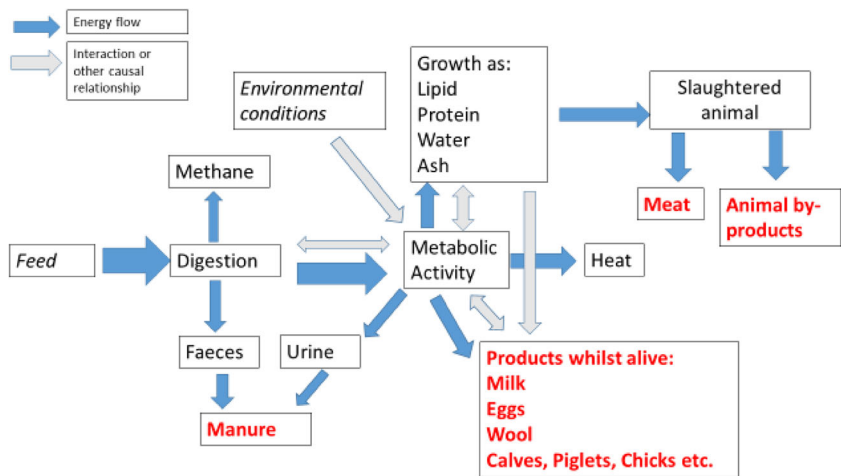 Energy flow
Interaction or
other causal
relationship
Environmental
conditions
Growth as:
Lipid
Protein
Water
Ash
Slaughtered
animal
Methane
Meat
Animal by-
products
Feed
Digestion
Metabolic
Activity
Heat
Faeces
Urine
Products whilst alive:
Milk
Eggs
Wool
Calves, Piglets, Chicks etc.
Manure